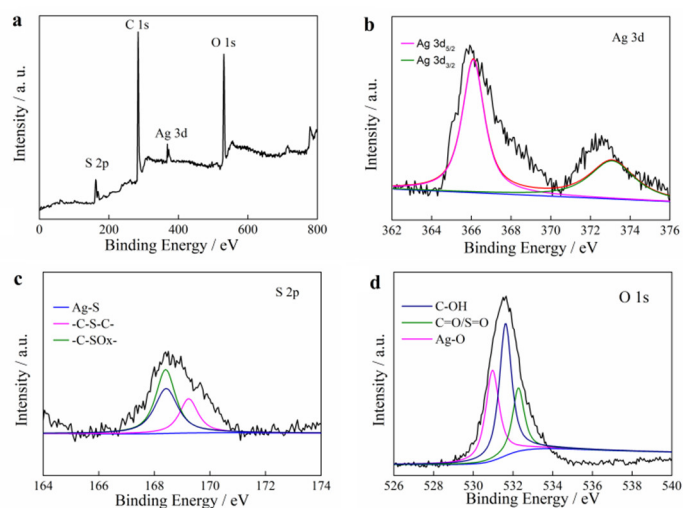 a
C 1s
O 1s
Ag 3d
S 2p
Intensity / a. u.
0 200 400 600 800
Binding Energy / eV
b
Ag 3d5/2
Ag 3d3/2
Ag 3d
Intensity / a.u.
362 364 366 368 370 372 374 376
Binding Energy / eV
c
S 2p
Ag-S
-C-S-C-
-C-SOx-
Intensity / a.u.
164 166 168 170 172 174
Binding Energy / eV
d
O 1s
C-OH
C=O/S=O
Ag-O
Intensity / a.u.
526 528 530 532 534 536 538 540
Binding Energy / eV